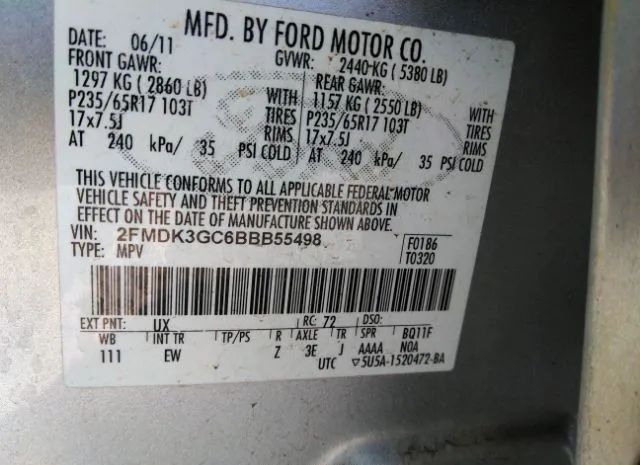 MFD. BY FORD MOTOR CO.
DATE: 06/11 GVWR: 2440 KG ( 5380 LB)
FRONT GAWR: REAR GAWR:
1297 KG ( 2860 LB) 1157 KG ( 2550 LB)
P235/65R17 103T WITH TIRES P235/65R17 103T WITH TIRES
17x7.5J RIMS 17x7.5J RIMS
AT 240 kPa/ 35 PSI COLD AT 240 kPa/ 35 PSI COLD
THIS VEHICLE CONFORMS TO ALL APPLICABLE FEDERAL MOTOR
VEHICLE SAFETY AND THEFT PREVENTION STANDARDS IN
EFFECT ON THE DATE OF MANUFACTURE SHOWN ABOVE.
VIN: 2FMDK3GC6BBB55498 F0186
TYPE: MPV T0320
EXT PNT: UX RC: 72 DSO:
WB INT TR TP/PS R AXLE TR SPR BQ11F
111 EW Z 3E J AAAA NOA
UTC ▽5U5A-1520472-BA